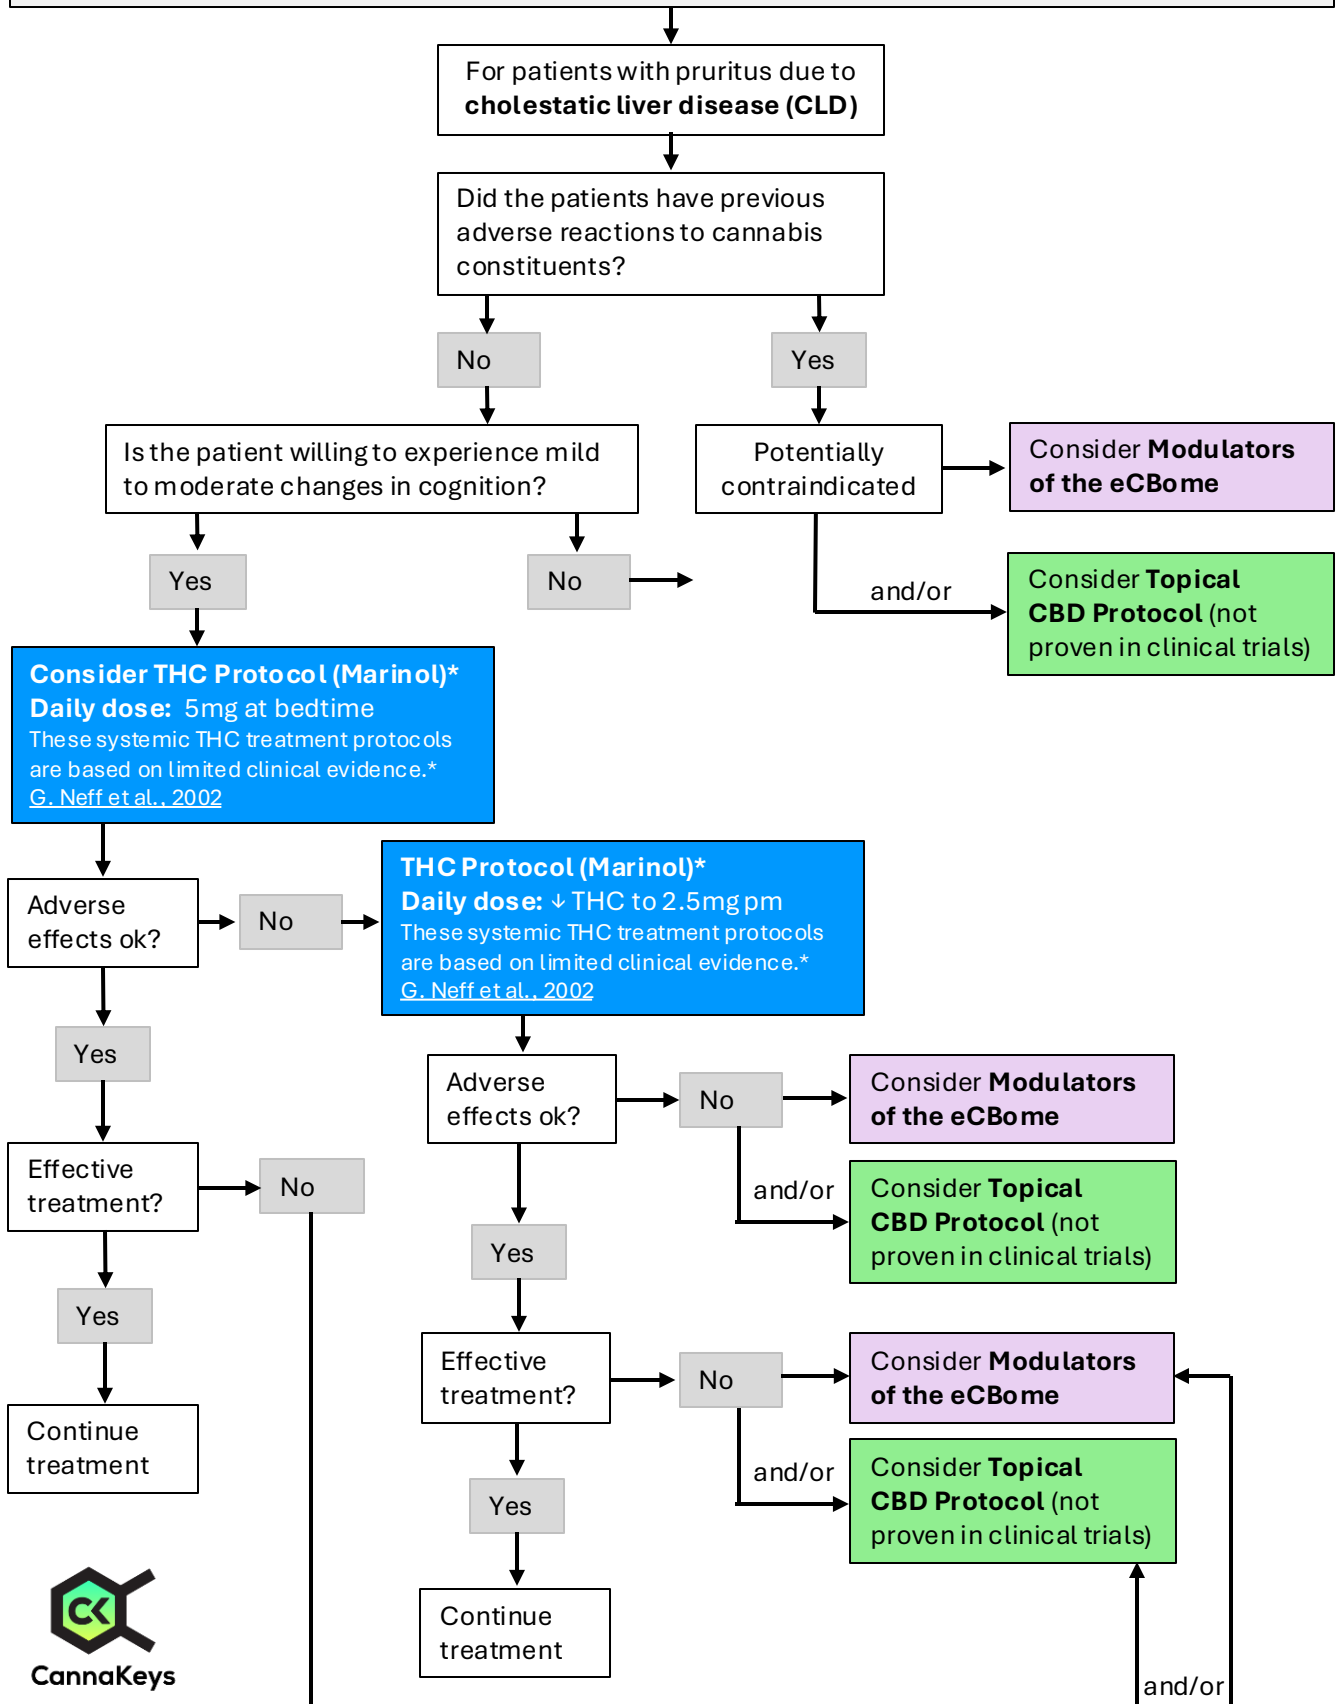 For patients with pruritus due to
cholestatic liver disease (CLD)
Did the patients have previous
adverse reactions to cannabis
constituents?
No
Yes
Is the patient willing to experience mild
to moderate changes in cognition?
Potentially
contraindicated
Consider Modulators
of the eCBome
Yes
No
and/or
Consider Topical
CBD Protocol (not
proven in clinical trials)
Consider THC Protocol (Marinol)*
Daily dose: 5mg at bedtime
These systemic THC treatment protocols
are based on limited clinical evidence.*
G. Neff et al., 2002
Adverse
effects ok?
No
THC Protocol (Marinol)*
Daily dose: ↓ THC to 2.5mg pm
These systemic THC treatment protocols
are based on limited clinical evidence.*
G. Neff et al., 2002
Yes
Adverse
effects ok?
No
Consider Modulators
of the eCBome
Effective
treatment?
No
and/or
Consider Topical
CBD Protocol (not
proven in clinical trials)
Yes
Yes
Effective
treatment?
No
Consider Modulators
of the eCBome
Continue
treatment
and/or
Consider Topical
CBD Protocol (not
proven in clinical trials)
Yes
Continue
treatment
CK
CannaKeys
and/or